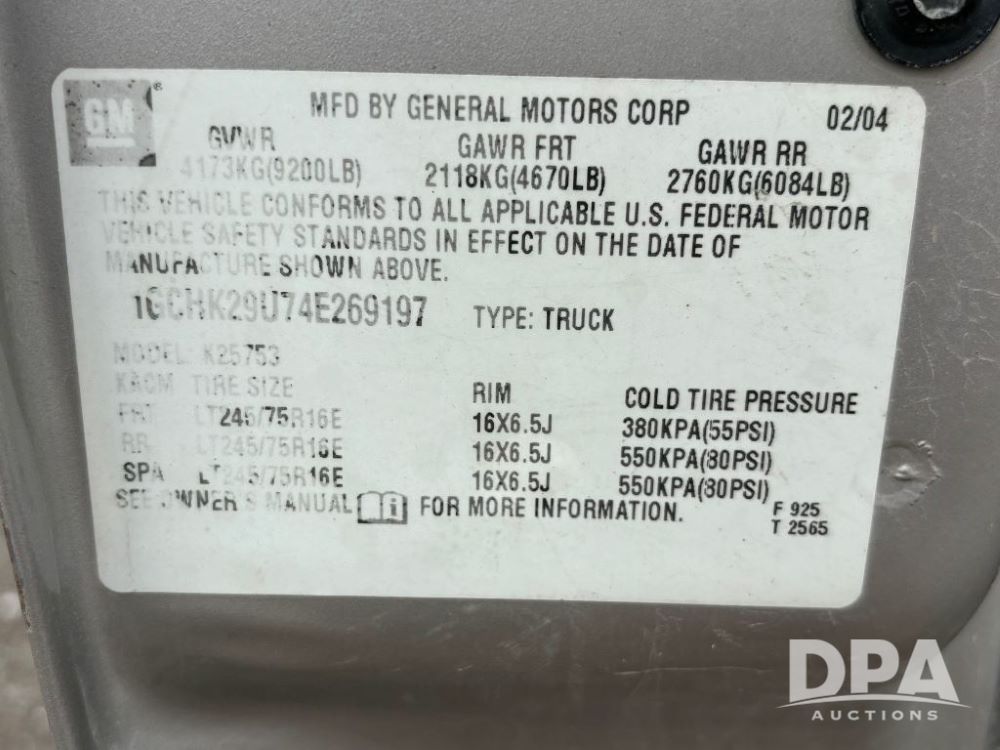 GM ®
MFD BY GENERAL MOTORS CORP 02/04
GVWR GAWR FRT GAWR RR
4173KG(9200LB) 2118KG(4670LB) 2760KG(6084LB)
THIS VEHICLE CONFORMS TO ALL APPLICABLE U.S. FEDERAL MOTOR
VEHICLE SAFETY STANDARDS IN EFFECT ON THE DATE OF
MANUFACTURE SHOWN ABOVE.
1GCHK29U74E269197 TYPE: TRUCK
MODEL: K25753
KACM TIRE SIZE RIM COLD TIRE PRESSURE
FRT LT245/75R16E 16X6.5J 380KPA(55PSI)
RR LT245/75R16E 16X6.5J 550KPA(80PSI)
SPA LT245/75R16E 16X6.5J 550KPA(80PSI)
SEE OWNER'S MANUAL FOR MORE INFORMATION. F 925
T 2565
DPA
AUCTIONS